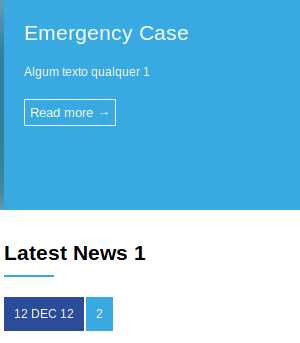 Emergency Case
Algum texto qualquer 1
Read more →
Latest News 1
12 DEC 12 2